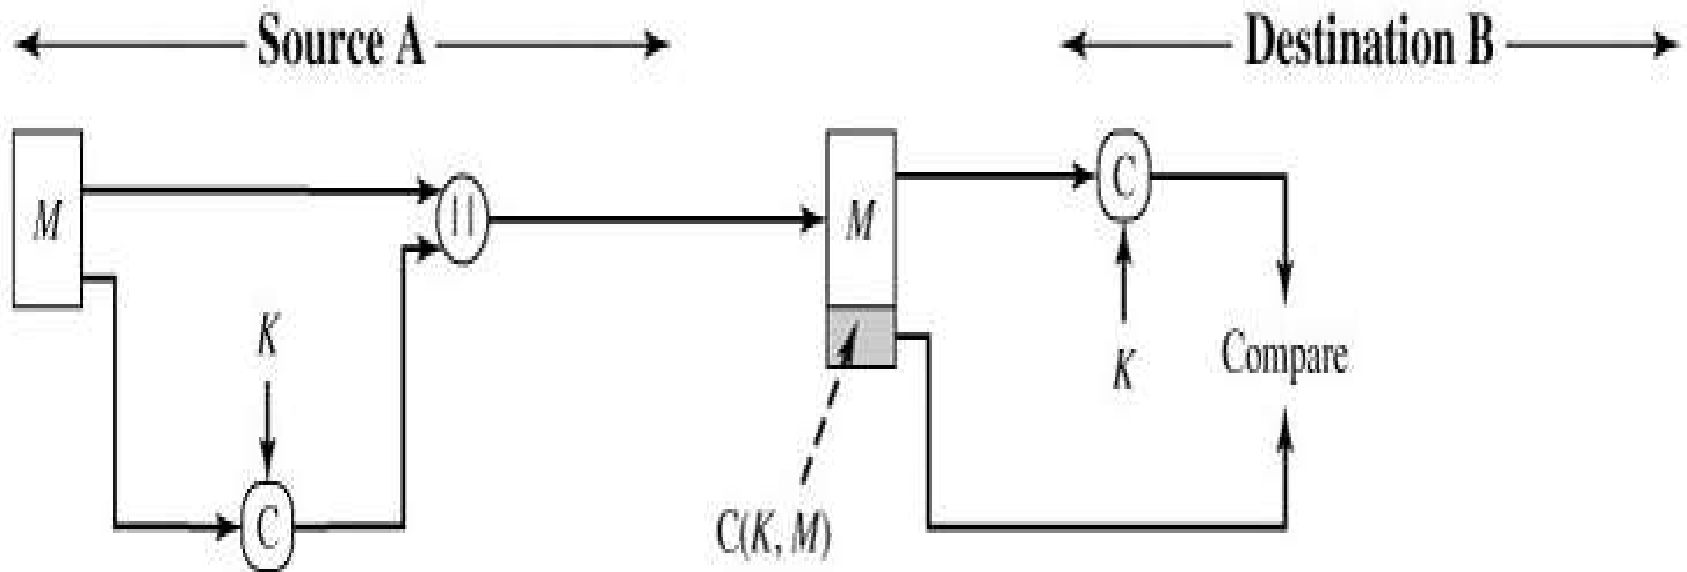 Source A
Destination B
M
||
M
C
K
K
Compare
C
C(K, M)